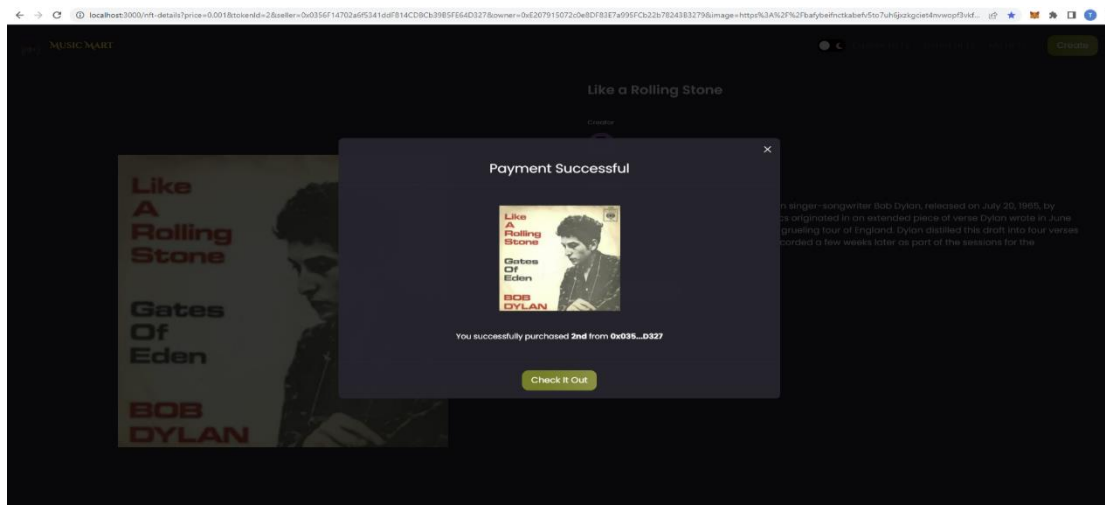 localhost:3000/nft-details?price=0.001&tokenId=2&seller=0x0356F14702a6f5341ddF814CDBCb39B5FE64D327&owner=0xE207915072c0e8DF83E7a995FCb22b78243B3279&image=https%3A%2F%2Fbafybeifnctkabefv5to7uh6jxzkgciet4nvwopf3vkf...
MUSIC MART
Create
Like a Rolling Stone
Creator
Payment Successful
Like
A
Rolling
Stone
Gates
Of
Eden
BOB
DYLAN
Like
A
Rolling
Stone
Gates
Of
Eden
BOB
DYLAN
n singer-songwriter Bob Dylan, released on July 20, 1965, by
cs originated in an extended piece of verse Dylan wrote in June
grueling tour of England. Dylan distilled this draft into four verses
corded a few weeks later as part of the sessions for the
You successfully purchased 2nd from 0x035...D327
Check It Out